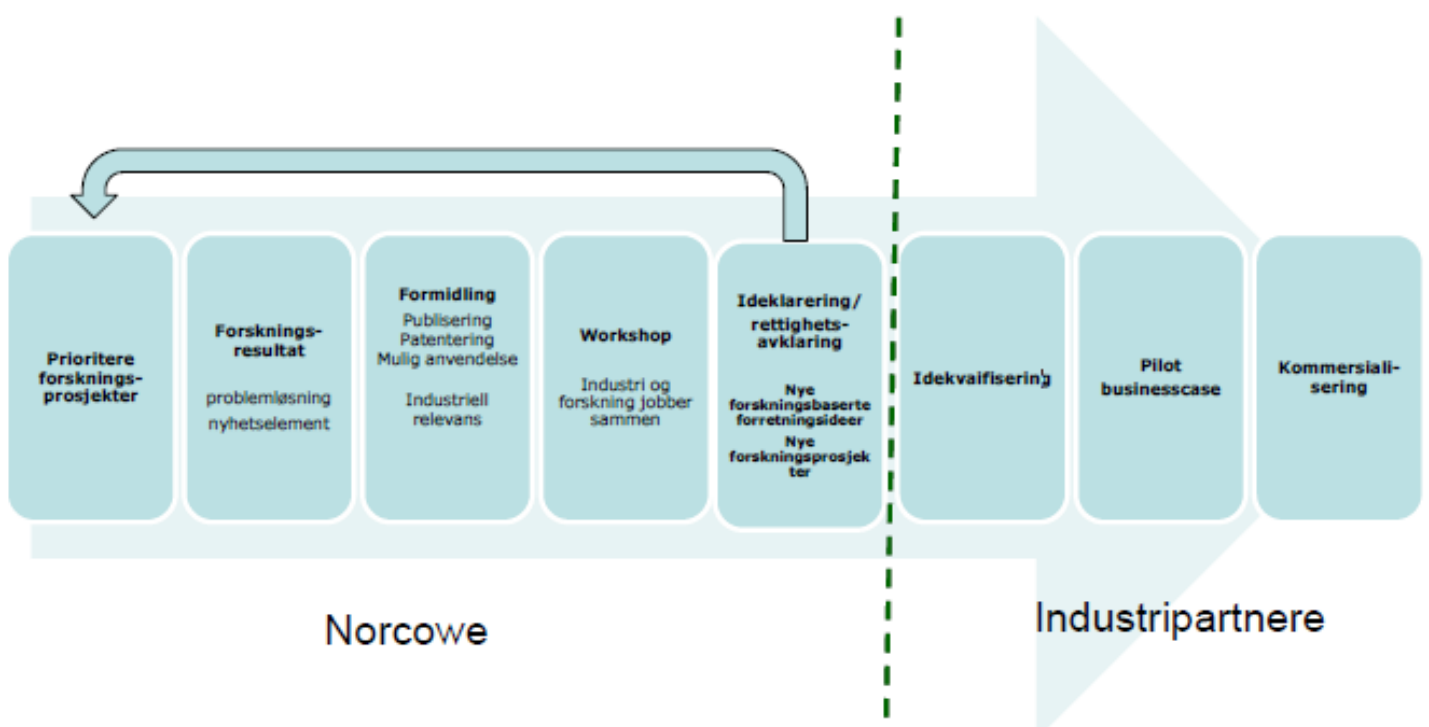 Prioritere
forsknings-
prosjekter
Forsknings-
resultat
problemløsning
nyhetselement
Formidling
Publisering
Patentering
Mulig anvendelse
Industriell
relevans
Workshop
Industri og
forskning jobber
sammen
Ideklarering/
rettighets-
avklaring
Nye
forskningsbaserte
forretningsideer
Nye
forskningsprosjek
ter
Idekvaifisering
Pilot
businesscase
Kommersiali-
sering
Norcowe
Industripartnere